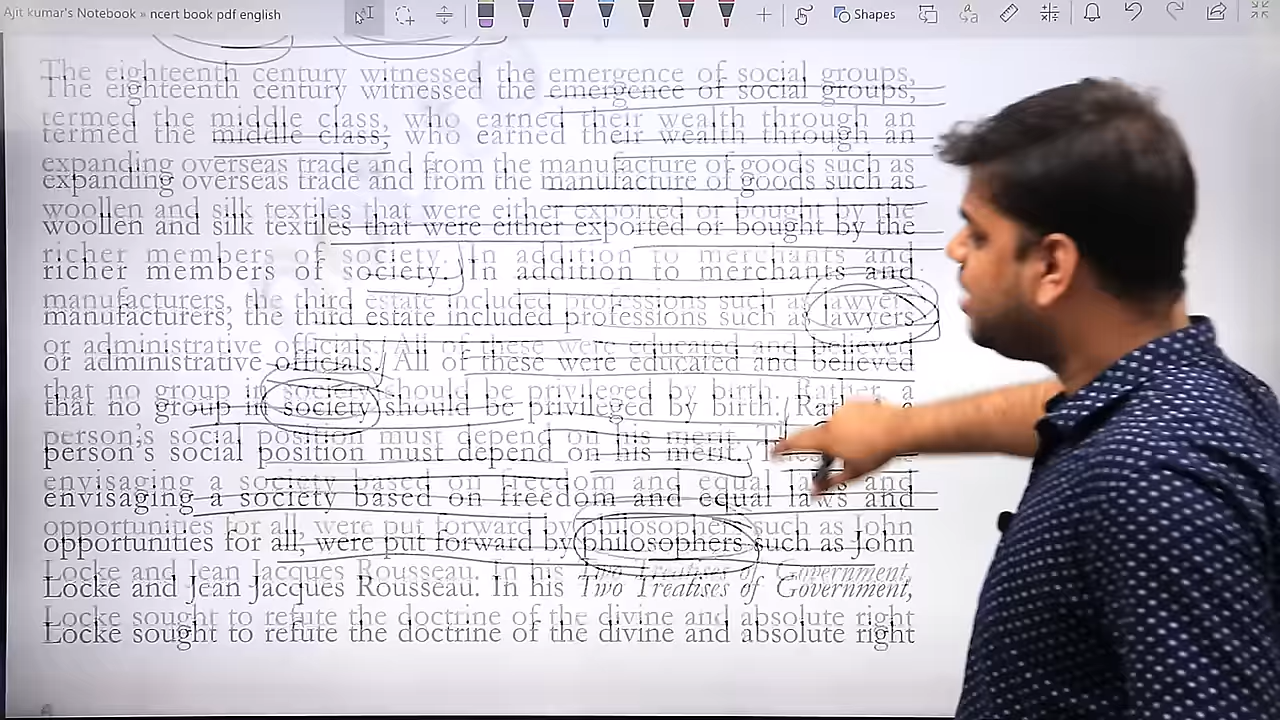 Ajit kumar's Notebook » ncert book pdf english
Shapes
The eighteenth century witnessed the emergence of social groups,
termed the middle class, who earned their wealth through an
expanding overseas trade and from the manufacture of goods such as
woollen and silk textiles that were either exported or bought by the
richer members of society. In addition to merchants and
manufacturers, the third estate included professions such as lawyers
or administrative officials. All of these were educated and believed
that no group in society should be privileged by birth. Rather, a
person's social position must depend on his merit.
envisaging a society based on freedom and equal laws and
opportunities for all, were put forward by philosophers such as John
Locke and Jean Jacques Rousseau. In his Two Treatises of Government,
Locke sought to refute the doctrine of the divine and absolute right